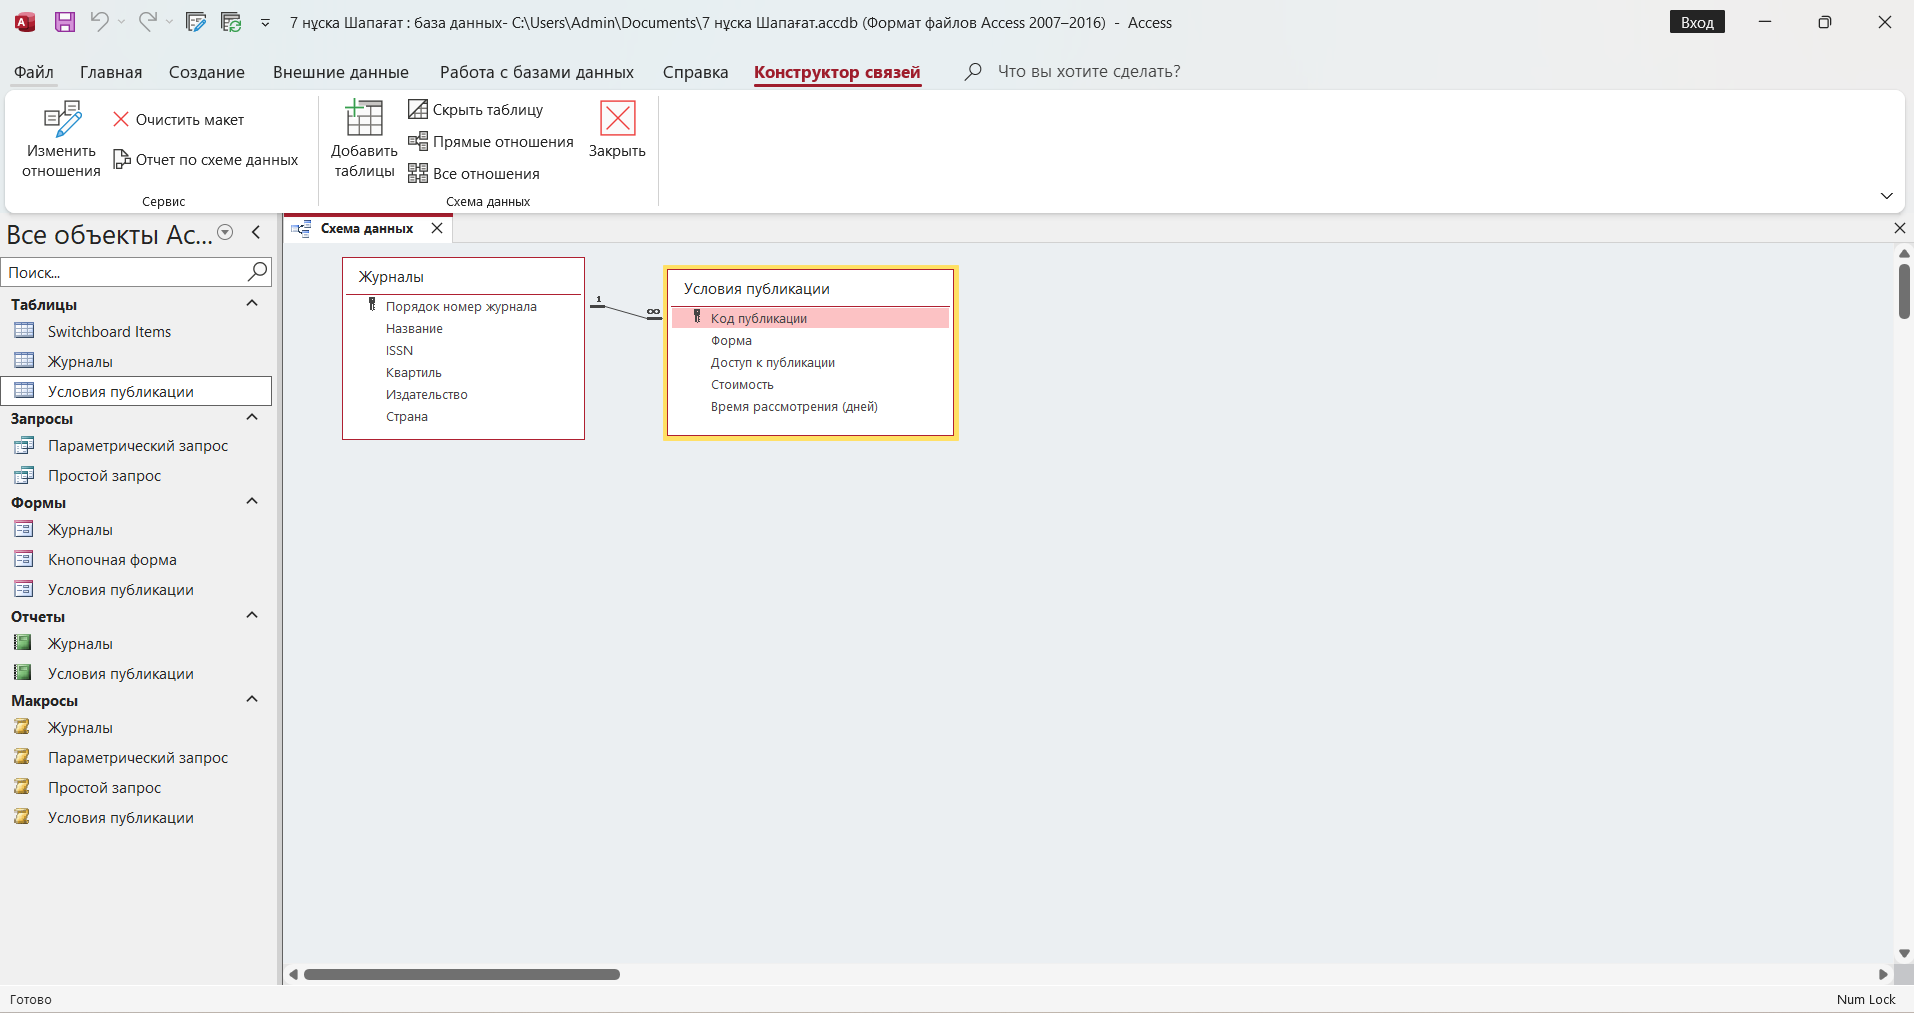 7 нұска Шапағат : база данных- C:\Users\Admin\Documents\7 нұска Шапағат.accdb (Формат файлов Access 2007–2016)  -  Access
Вход
Файл
Главная
Создание
Внешние данные
Работа с базами данных
Справка
Конструктор связей
Что вы хотите сделать?
Изменить
отношения
Очистить макет
Отчет по схеме данных
Сервис
Добавить
таблицы
Скрыть таблицу
Прямые отношения
Все отношения
Закрыть
Схема данных
Все объекты Ac...
Поиск...
Таблицы
Switchboard Items
Журналы
Условия публикации
Запросы
Параметрический запрос
Простой запрос
Формы
Журналы
Кнопочная форма
Условия публикации
Отчеты
Журналы
Условия публикации
Макросы
Журналы
Параметрический запрос
Простой запрос
Условия публикации
Схема данных
Журналы
Порядок номер журнала
Название
ISSN
Квартиль
Издательство
Страна
1
∞
Условия публикации
Код публикации
Форма
Доступ к публикации
Стоимость
Время рассмотрения (дней)
Готово
Num Lock